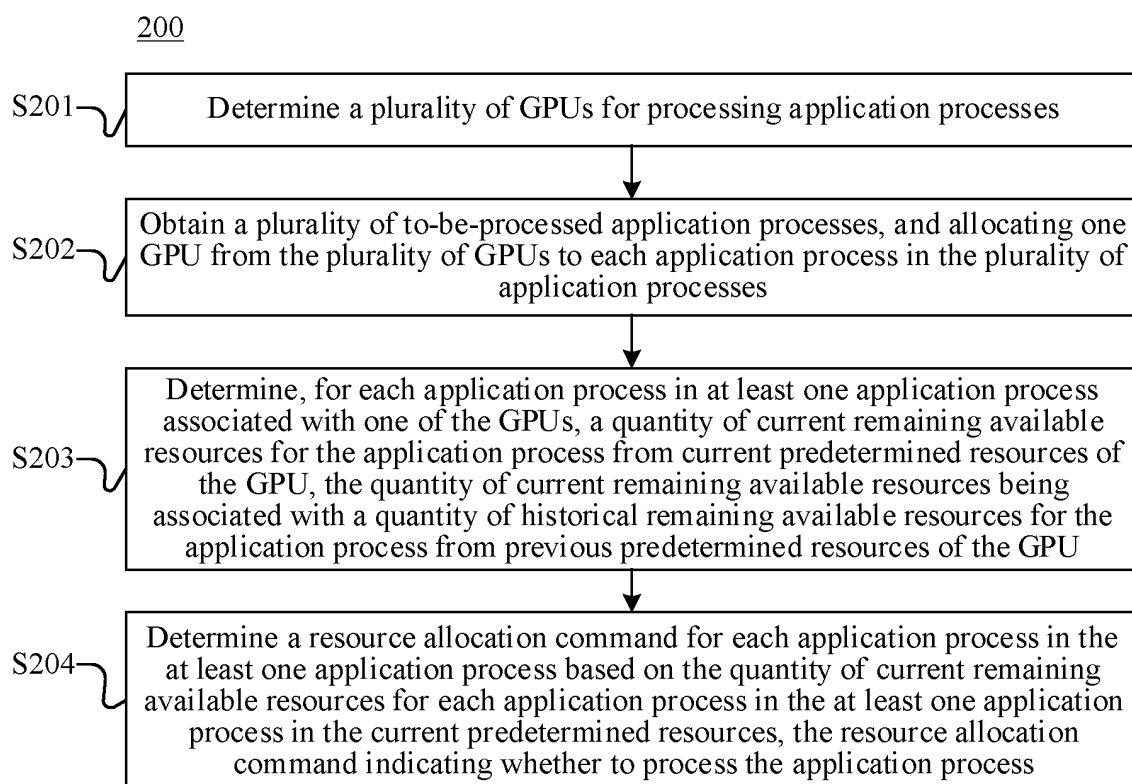 200
S201
Determine a plurality of GPUs for processing application processes
S202
Obtain a plurality of to-be-processed application processes, and allocating one
GPU from the plurality of GPUs to each application process in the plurality of
application processes
S203
Determine, for each application process in at least one application process
associated with one of the GPUs, a quantity of current remaining available
resources for the application process from current predetermined resources of
the GPU, the quantity of current remaining available resources being
associated with a quantity of historical remaining available resources for the
application process from previous predetermined resources of the GPU
S204
Determine a resource allocation command for each application process in the
at least one application process based on the quantity of current remaining
available resources for each application process in the at least one application
process in the current predetermined resources, the resource allocation
command indicating whether to process the application process